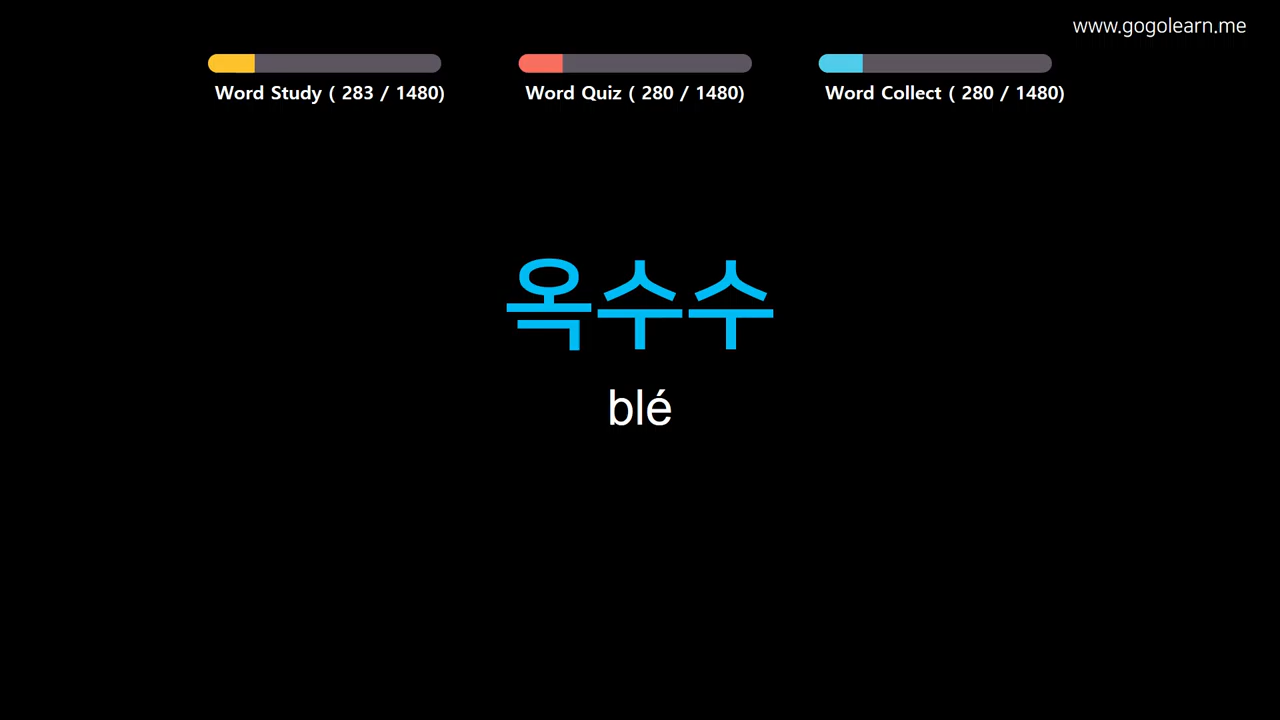 www.gogolearn.me
Word Study ( 283 / 1480)
Word Quiz ( 280 / 1480)
Word Collect ( 280 / 1480)
옥수수
blé